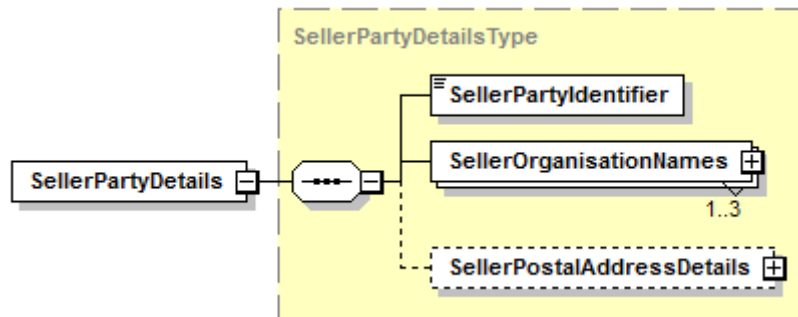 SellerPartyDetailsType
SellerPartyIdentifier
SellerPartyDetails
SellerOrganisationNames
1..3
SellerPostalAddressDetails